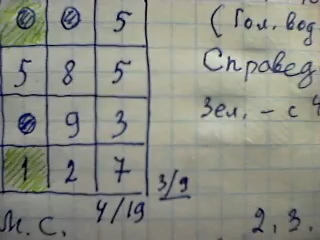 5
(Гол. вод
5 8 5
Справед
9 3
Зел. - с
1 2 7
3/9
М. С. 4/19
2. 3.